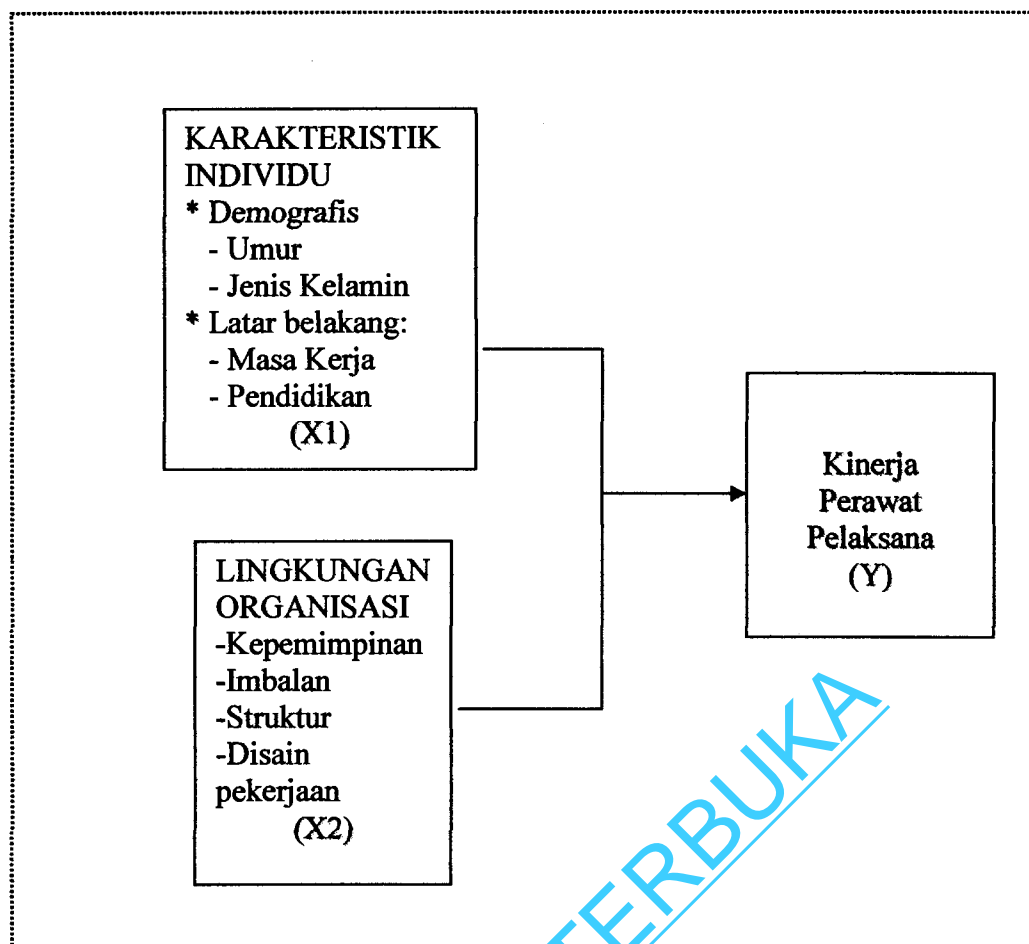 KARAKTERISTIK
INDIVIDU
* Demografis
- Umur
- Jenis Kelamin
* Latar belakang:
- Masa Kerja
- Pendidikan
(X1)
LINGKUNGAN
ORGANISASI
-Kepemimpinan
-Imbalan
-Struktur
-Disain
pekerjaan
(X2)
Kinerja
Perawat
Pelaksana
(Y)
TERBUKA